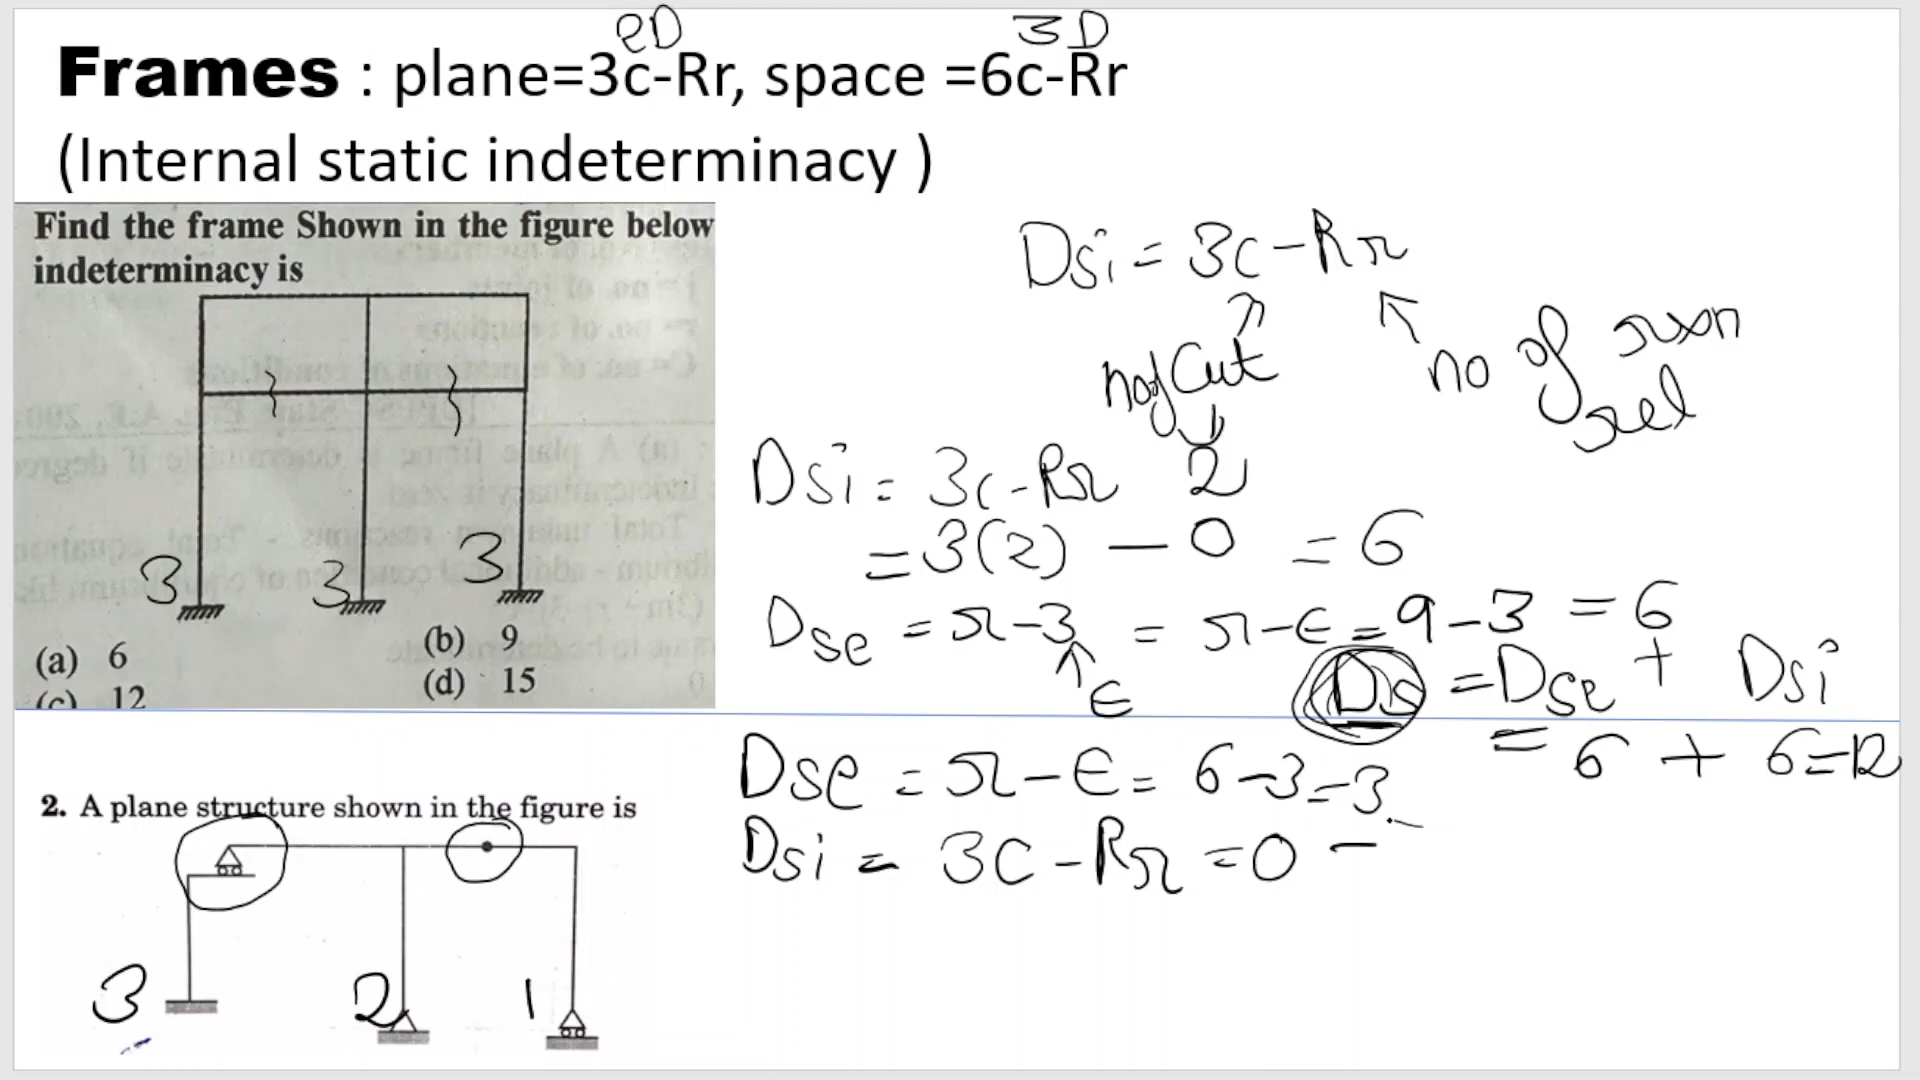 2D 3D
Frames : plane=3c-Rr, space =6c-Rr
(Internal static indeterminacy )
Find the frame Shown in the figure below
indeterminacy is
3 3 3
(a) 6
(b) 9
(c) 12
(d) 15
Dsi = 3c - Rr
no of Cut
no of rxn
rel
2
Dsi = 3c - Rr
= 3(2) - 0 = 6
Dse = r - 3 = r - E = 9 - 3 = 6
E
Ds = Dse + Dsi
= 6 + 6 = 12
2. A plane structure shown in the figure is
3 2 1
Dse = r - E = 6 - 3 = 3
Dsi = 3C - Rr = 0 -